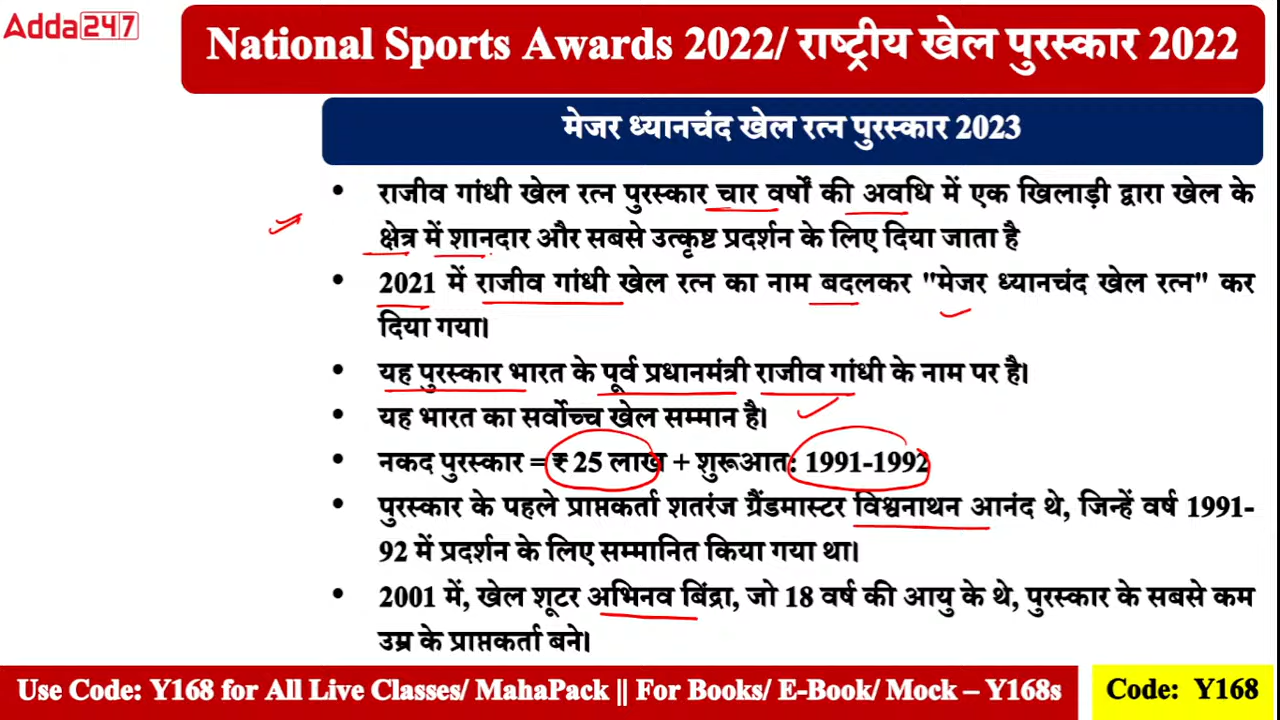 Adda247
National Sports Awards 2022/ राष्ट्रीय खेल पुरस्कार 2022
मेजर ध्यानचंद खेल रत्न पुरस्कार 2023
• राजीव गांधी खेल रत्न पुरस्कार चार वर्षों की अवधि में एक खिलाड़ी द्वारा खेल के
क्षेत्र में शानदार और सबसे उत्कृष्ट प्रदर्शन के लिए दिया जाता है
• 2021 में राजीव गांधी खेल रत्न का नाम बदलकर "मेजर ध्यानचंद खेल रत्न" कर
दिया गया।
• यह पुरस्कार भारत के पूर्व प्रधानमंत्री राजीव गांधी के नाम पर है।
• यह भारत का सर्वोच्च खेल सम्मान है।
• नकद पुरस्कार = ₹ 25 लाख + शुरूआत: 1991-1992
• पुरस्कार के पहले प्राप्तकर्ता शतरंज ग्रैंडमास्टर विश्वनाथन आनंद थे, जिन्हें वर्ष 1991-
92 में प्रदर्शन के लिए सम्मानित किया गया था।
• 2001 में, खेल शूटर अभिनव बिंद्रा, जो 18 वर्ष की आयु के थे, पुरस्कार के सबसे कम
उम्र के प्राप्तकर्ता बने।
Use Code: Y168 for All Live Classes/ MahaPack || For Books/ E-Book/ Mock – Y168s
Code: Y168